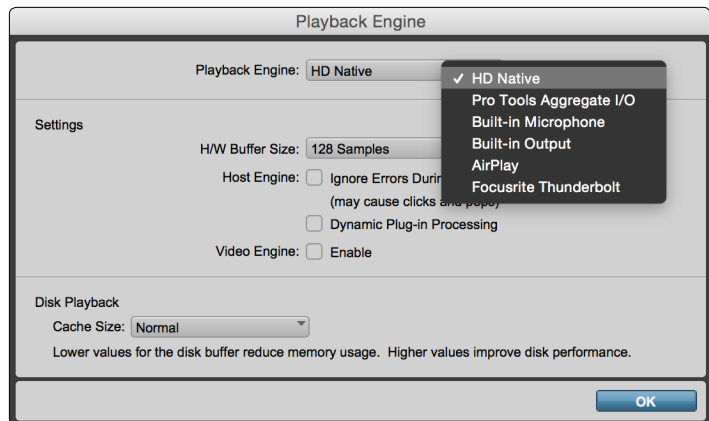 Playback Engine
Playback Engine: HD Native
✓ HD Native
Pro Tools Aggregate I/O
Built-in Microphone
Built-in Output
AirPlay
Focusrite Thunderbolt
Settings
H/W Buffer Size: 128 Samples
Host Engine: Ignore Errors
(may cause clicks and pops)
Dynamic Plug-in Processing
Video Engine: Enable
Disk Playback
Cache Size: Normal
Lower values for the disk buffer reduce memory usage. Higher values improve disk performance.
OK